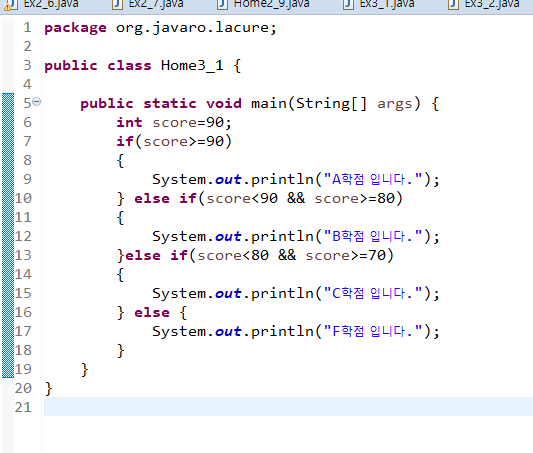 Ex2_6.java Ex2_7.java Home2_9.java Ex3_1.java Ex3_2.java
1 package org.javaro.lacure;
2
3 public class Home3_1 {
4
5 public static void main(String[] args) {
6 int score=90;
7 if(score>=90)
8 {
9 System.out.println("A학점 입니다.");
10 } else if(score<90 && score>=80)
11 {
12 System.out.println("B학점 입니다.");
13 }else if(score<80 && score>=70)
14 {
15 System.out.println("C학점 입니다.");
16 } else {
17 System.out.println("F학점 입니다.");
18 }
19 }
20 }
21